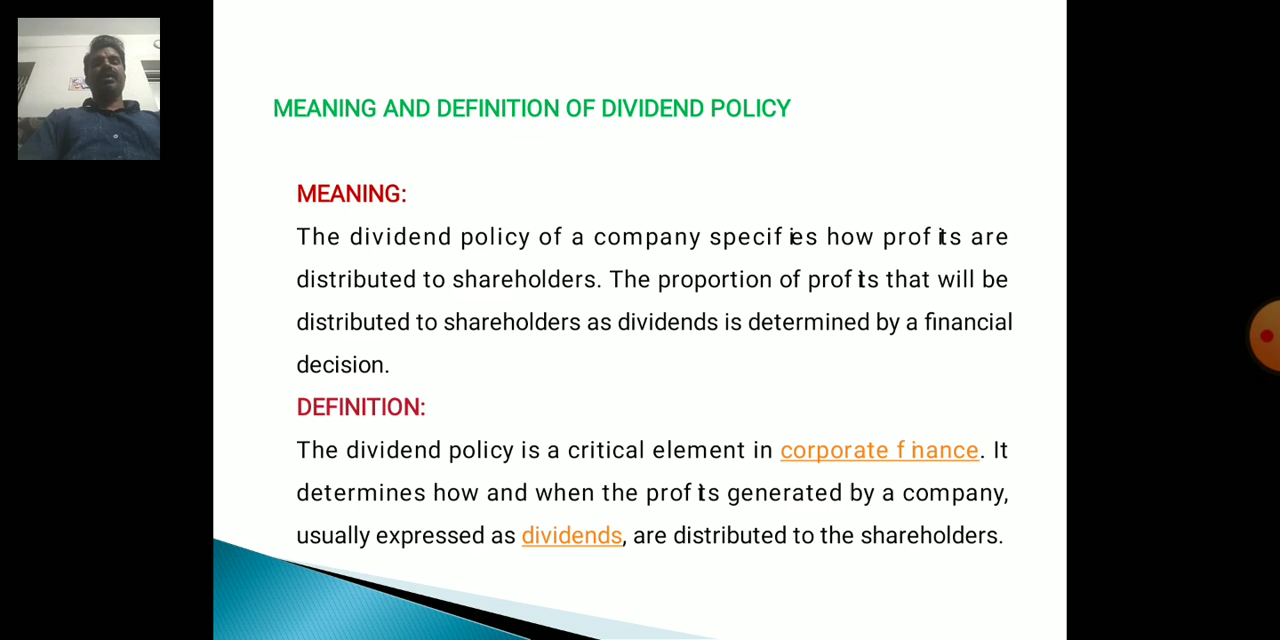 MEANING AND DEFINITION OF DIVIDEND POLICY
MEANING:
The dividend policy of a company specifies how profits are
distributed to shareholders. The proportion of profits that will be
distributed to shareholders as dividends is determined by a financial
decision.
DEFINITION:
The dividend policy is a critical element in corporate finance. It
determines how and when the profits generated by a company,
usually expressed as dividends, are distributed to the shareholders.